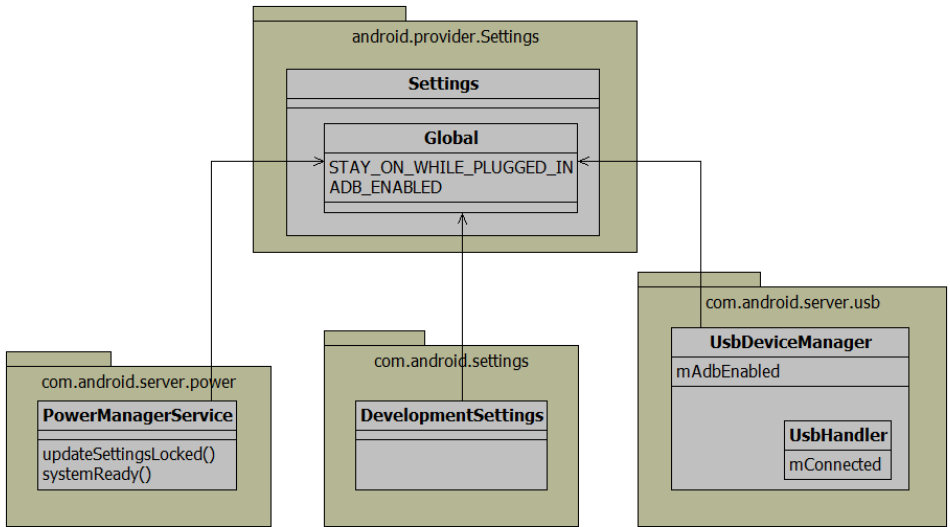 android.provider.Settings
Settings
Global
STAY_ON_WHILE_PLUGGED_IN
ADB_ENABLED
com.android.server.power
PowerManagerService
updateSettingsLocked()
systemReady()
com.android.settings
DevelopmentSettings
com.android.server.usb
UsbDeviceManager
mAdbEnabled
UsbHandler
mConnected